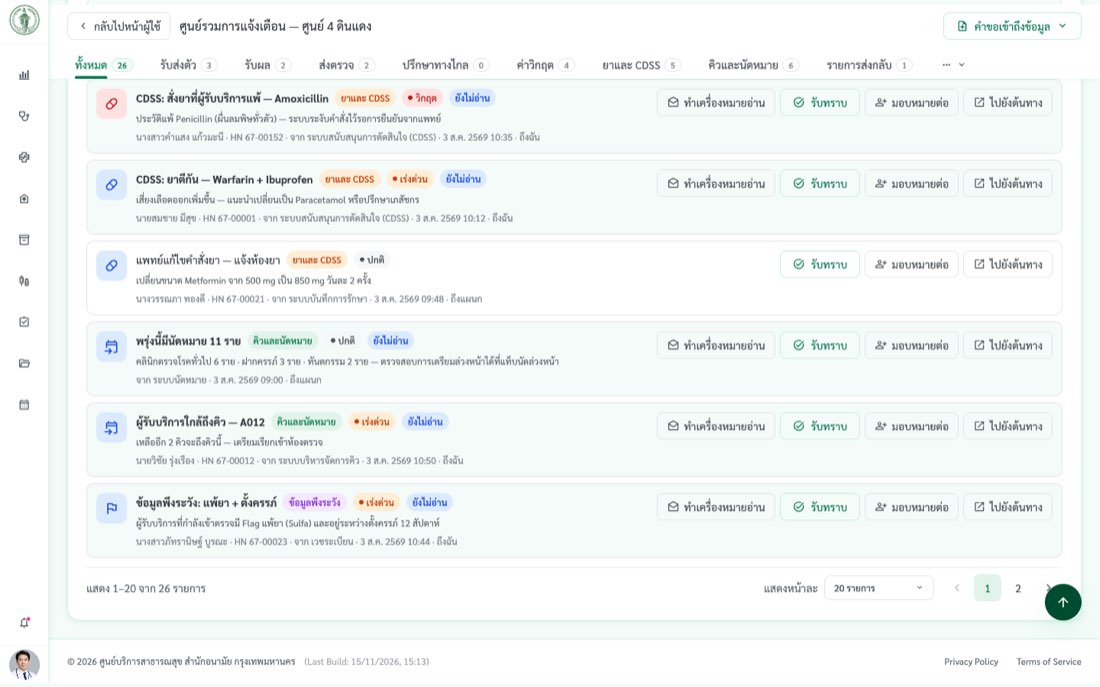 กลับไปหน้าผู้ใช้ ศูนย์รวมการแจ้งเตือน — ศูนย์ 4 ดินแดง คำขอเข้าถึงข้อมูล
ทั้งหมด 26 รับส่งตัว 3 รับผล 2 ส่งตรวจ 2 ปรึกษาทางไกล 0 ค่าวิกฤต 4 ยาและ CDSS 5 คิวและนัดหมาย 6 รายการส่งกลับ 1 ...
CDSS: สั่งยาที่ผู้รับบริการแพ้ — Amoxicillin ยาและ CDSS • วิกฤต ยังไม่อ่าน ทำเครื่องหมายอ่าน รับทราบ มอบหมายต่อ ไปยังต้นทาง
ประวัติแพ้ Penicillin (ผื่นลมพิษทั่วตัว) — ระบบระงับคำสั่งไว้รอการยืนยันจากแพทย์
นางสาวคำแสง แก้วมะนี · HN 67-00152 · จาก ระบบสนับสนุนการตัดสินใจ (CDSS) · 3 ส.ค. 2569 10:35 · ถึงฉัน
CDSS: ยาตีกัน — Warfarin + Ibuprofen ยาและ CDSS • เร่งด่วน ยังไม่อ่าน ทำเครื่องหมายอ่าน รับทราบ มอบหมายต่อ ไปยังต้นทาง
เสี่ยงเลือดออกเพิ่มขึ้น — แนะนำเปลี่ยนเป็น Paracetamol หรือปรึกษาเภสัชกร
นายสมชาย มีสุข · HN 67-00001 · จาก ระบบสนับสนุนการตัดสินใจ (CDSS) · 3 ส.ค. 2569 10:12 · ถึงฉัน
แพทย์แก้ไขคำสั่งยา — แจ้งห้องยา ยาและ CDSS • ปกติ รับทราบ มอบหมายต่อ ไปยังต้นทาง
เปลี่ยนขนาด Metformin จาก 500 mg เป็น 850 mg วันละ 2 ครั้ง
นางวรรณภา ทองดี · HN 67-00021 · จาก ระบบบันทึกการรักษา · 3 ส.ค. 2569 09:48 · ถึงแผนก
พรุ่งนี้มีนัดหมาย 11 ราย คิวและนัดหมาย • ปกติ ยังไม่อ่าน ทำเครื่องหมายอ่าน รับทราบ มอบหมายต่อ ไปยังต้นทาง
คลินิกตรวจโรคทั่วไป 6 ราย · ฝากครรภ์ 3 ราย · ทันตกรรม 2 ราย — ตรวจสอบการเตรียมล่วงหน้าได้ที่แท็บนัดล่วงหน้า
จาก ระบบนัดหมาย · 3 ส.ค. 2569 09:00 · ถึงแผนก
ผู้รับบริการใกล้ถึงคิว — A012 คิวและนัดหมาย • เร่งด่วน ยังไม่อ่าน ทำเครื่องหมายอ่าน รับทราบ มอบหมายต่อ ไปยังต้นทาง
เหลืออีก 2 คิวจะถึงคิวนี้ — เตรียมเรียกเข้าห้องตรวจ
นายวิชัย รุ่งเรือง · HN 67-00012 · จาก ระบบบริหารจัดการคิว · 3 ส.ค. 2569 10:50 · ถึงฉัน
ข้อมูลพึงระวัง: แพ้ยา + ตั้งครรภ์ ข้อมูลพึงระวัง • เร่งด่วน ยังไม่อ่าน ทำเครื่องหมายอ่าน รับทราบ มอบหมายต่อ ไปยังต้นทาง
ผู้รับบริการที่กำลังเข้าตรวจมี Flag แพ้ยา (Sulfa) และอยู่ระหว่างตั้งครรภ์ 12 สัปดาห์
นางสาวภัทรานิษฐ์ บูรณะ · HN 67-00023 · จาก เวชระเบียน · 3 ส.ค. 2569 10:44 · ถึงฉัน
แสดง 1–20 จาก 26 รายการ แสดงหน้าละ 20 รายการ 1 2
© 2026 ศูนย์บริการสาธารณสุข สำนักอนามัย กรุงเทพมหานคร (Last Build: 15/11/2026, 15:13) Privacy Policy Terms of Service